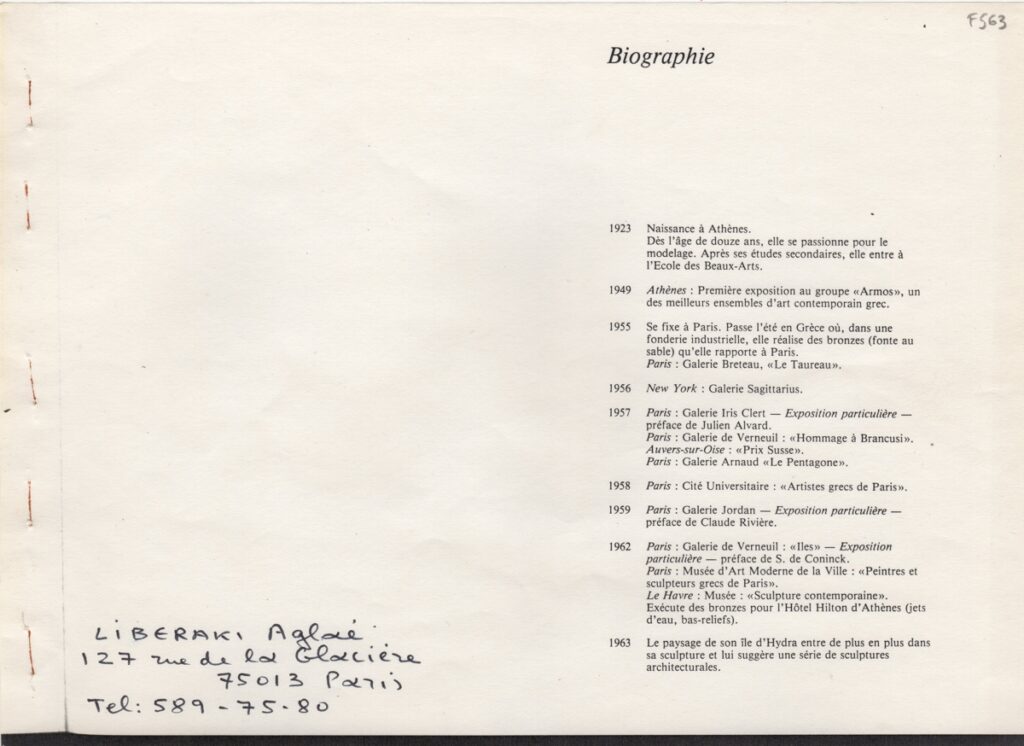 F563
Biographie
1923 Naissance à Athènes.
Dès l'âge de douze ans, elle se passionne pour le
modelage. Après ses études secondaires, elle entre à
l'Ecole des Beaux-Arts.
1949 Athènes : Première exposition au groupe «Armos», un
des meilleurs ensembles d'art contemporain grec.
1955 Se fixe à Paris. Passe l'été en Grèce où, dans une
fonderie industrielle, elle réalise des bronzes (fonte au
sable) qu'elle rapporte à Paris.
Paris : Galerie Breteau, «Le Taureau».
1956 New York : Galerie Sagittarius.
1957 Paris : Galerie Iris Clert — Exposition particulière —
préface de Julien Alvard.
Paris : Galerie de Verneuil : «Hommage à Brancusi».
Auvers-sur-Oise : «Prix Susse».
Paris : Galerie Arnaud «Le Pentagone».
1958 Paris : Cité Universitaire : «Artistes grecs de Paris».
1959 Paris : Galerie Jordan — Exposition particulière —
préface de Claude Rivière.
1962 Paris : Galerie de Verneuil : «Iles» — Exposition
particulière — préface de S. de Coninck.
Paris : Musée d'Art Moderne de la Ville : «Peintres et
sculpteurs grecs de Paris».
Le Havre : Musée : «Sculpture contemporaine».
Exécute des bronzes pour l'Hôtel Hilton d'Athènes (jets
d'eau, bas-reliefs).
1963 Le paysage de son île d'Hydra entre de plus en plus dans
sa sculpture et lui suggère une série de sculptures
architecturales.
LIBERAKI Aglaé
127 rue de la Glacière
75013 Paris
Tel: 589-75-80